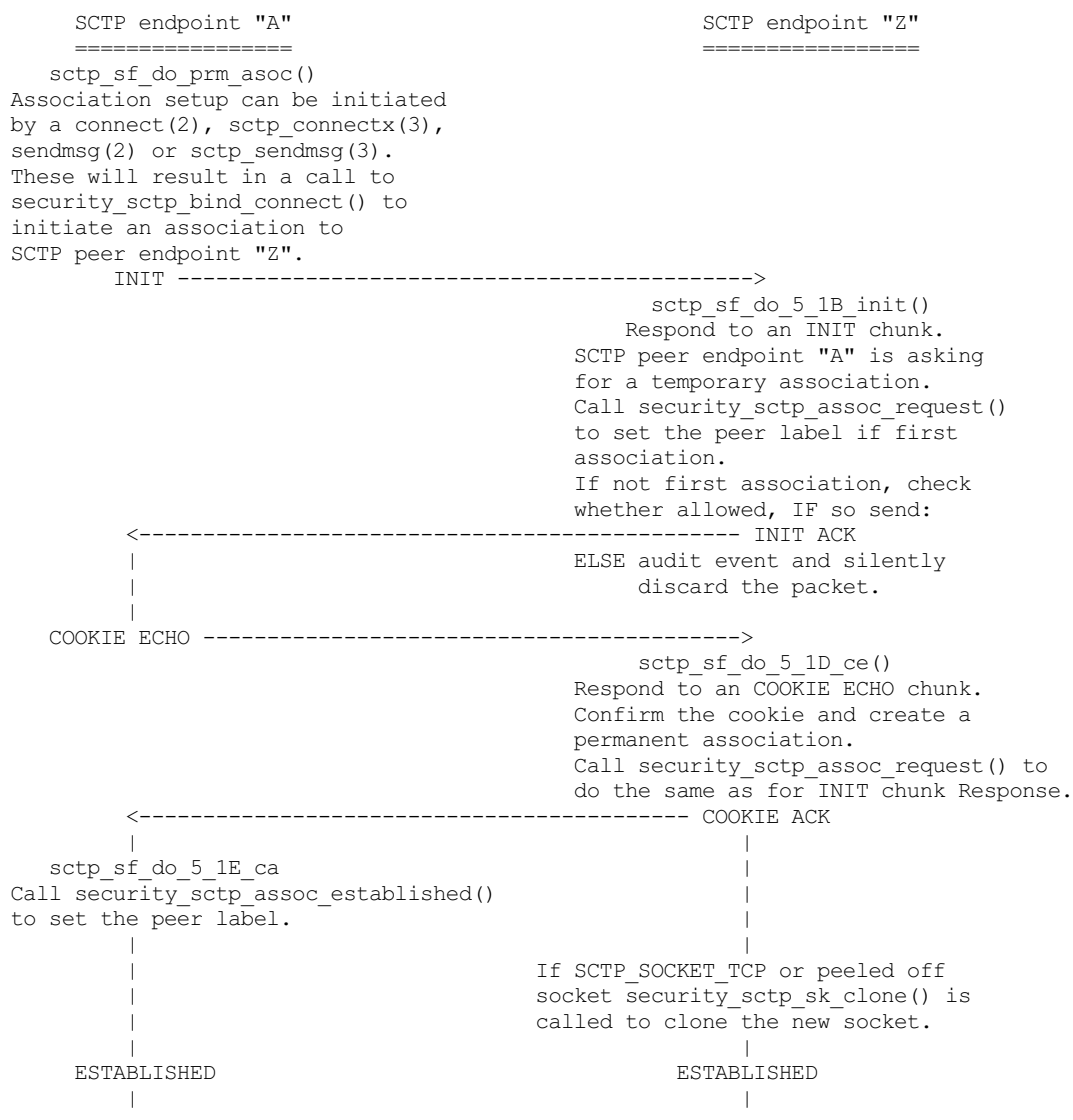 SCTP endpoint "A"                                SCTP endpoint "Z"
=================                                =================
sctp_sf_do_prm_asoc()
Association setup can be initiated
by a connect(2), sctp_connectx(3),
sendmsg(2) or sctp_sendmsg(3).
These will result in a call to
security_sctp_bind_connect() to
initiate an association to
SCTP peer endpoint "Z".
INIT --------------------------------------------->
sctp_sf_do_5_1B_init()
Respond to an INIT chunk.
SCTP peer endpoint "A" is asking
for a temporary association.
Call security_sctp_assoc_request()
to set the peer label if first
association.
If not first association, check
whether allowed, IF so send:
<----------------------------------------------- INIT ACK
| ELSE audit event and silently
| discard the packet.
|
COOKIE ECHO ------------------------------------------>
sctp_sf_do_5_1D_ce()
Respond to an COOKIE ECHO chunk.
Confirm the cookie and create a
permanent association.
Call security_sctp_assoc_request() to
do the same as for INIT chunk Response.
<------------------------------------------- COOKIE ACK
| |
sctp_sf_do_5_1E_ca |
Call security_sctp_assoc_established() |
to set the peer label. |
| |
| If SCTP_SOCKET_TCP or peeled off
| socket security_sctp_sk_clone() is
| called to clone the new socket.
| |
ESTABLISHED                                    ESTABLISHED
| |